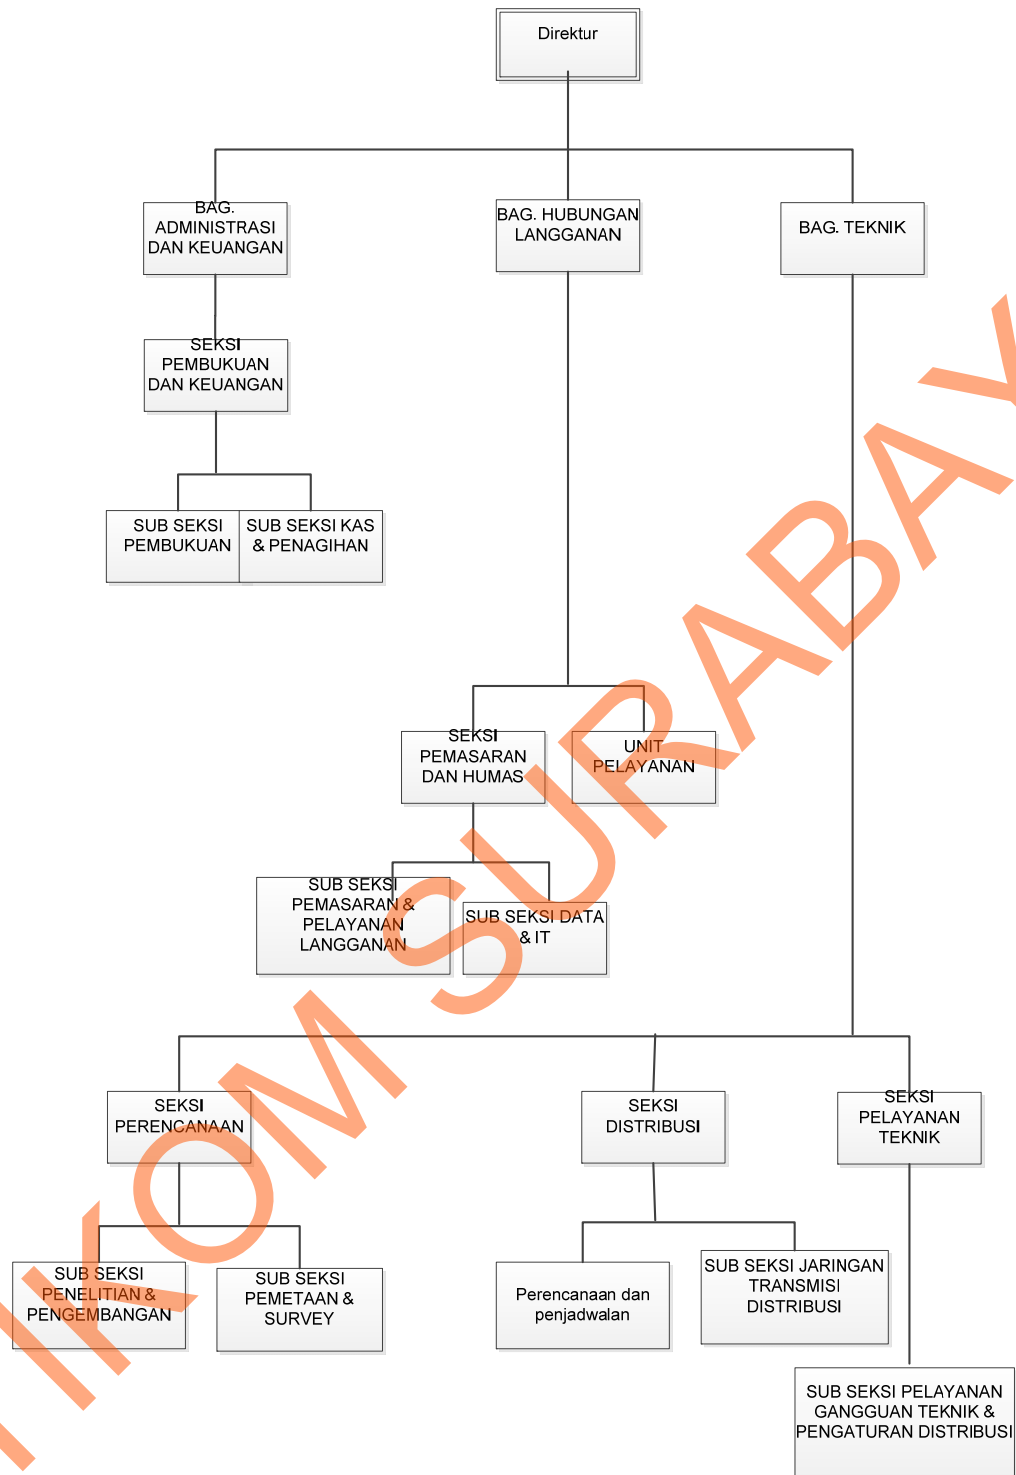 Direktur
BAG.
ADMINISTRASI
DAN KEUANGAN
BAG. HUBUNGAN
LANGGANAN
BAG. TEKNIK
SEKSI
PEMBUKUAN
DAN KEUANGAN
SUB SEKSI
PEMBUKUAN
SUB SEKSI KAS
& PENAGIHAN
SEKSI
PEMASARAN
DAN HUMAS
UNIT
PELAYANAN
SUB SEKSI
PEMASARAN &
PELAYANAN
LANGGANAN
SUB SEKSI DATA
& IT
SEKSI
PERENCANAAN
SEKSI
DISTRIBUSI
SEKSI
PELAYANAN
TEKNIK
SUB SEKSI
PENELITIAN &
PENGEMBANGAN
SUB SEKSI
PEMETAAN &
SURVEY
Perencanaan dan
penjadwalan
SUB SEKSI JARINGAN
TRANSMISI
DISTRIBUSI
SUB SEKSI PELAYANAN
GANGGUAN TEKNIK &
PENGATURAN DISTRIBUSI
IKOM SURABAY